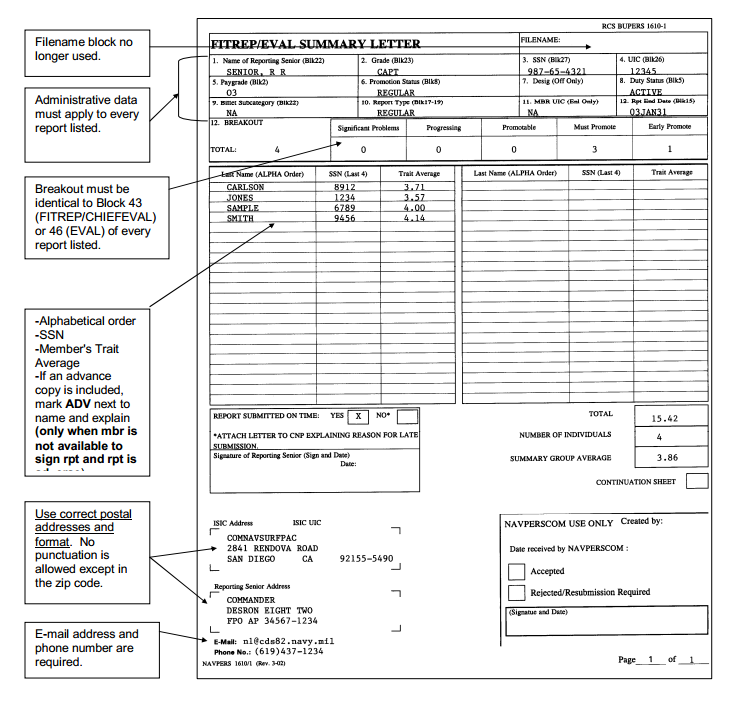 RCS BUPERS 1610-1
Filename block no
longer used.
FITREP/EVAL SUMMARY LETTER
FILENAME:
1. Name of Reporting Senior (Blk22)
SENIOR, R R
2. Grade (Blk23)
CAPT
3. SSN (Blk27)
987-65-4321
4. UIC (Blk26)
12345
5. Paygrade (Blk2)
O3
6. Promotion Status (Blk8)
REGULAR
7. Desig (Off Only)
8. Duty Status (Blk5)
ACTIVE
9. Billet Subcategory (Blk22)
NA
10. Report Type (Blk17-19)
REGULAR
11. MBR UIC (Enl Only)
NA
12. Rpt End Date (Blk15)
03JAN31
Administrative data
must apply to every
report listed.
12. BREAKOUT
Significant Problems Progressing Promotable Must Promote Early Promote
TOTAL: 4 0 0 0 3 1
Breakout must be
identical to Block 43
(FITREP/CHIEFEVAL)
or 46 (EVAL) of every
report listed.
Last Name (ALPHA Order) SSN (Last 4) Trait Average Last Name (ALPHA Order) SSN (Last 4) Trait Average
CARLSON 8912 3.71
JONES 1234 3.57
SAMPLE 6789 4.00
SMITH 9456 4.14
-Alphabetical order
-SSN
-Member's Trait
Average
-If an advance
copy is included,
mark ADV next to
name and explain
(only when mbr is
not available to
sign rpt and rpt is
REPORT SUBMITTED ON TIME: YES X NO*
*ATTACH LETTER TO CNP EXPLAINING REASON FOR LATE
SUBMISSION.
Signature of Reporting Senior (Sign and Date)
Date:
TOTAL 15.42
NUMBER OF INDIVIDUALS 4
SUMMARY GROUP AVERAGE 3.86
CONTINUATION SHEET
Use correct postal
addresses and
format. No
punctuation is
allowed except in
the zip code.
ISIC Address ISIC UIC
COMNAVSURFPAC
2841 RENDOVA ROAD
SAN DIEGO CA 92155-5490
Reporting Senior Address
COMMANDER
DESRON EIGHT TWO
FPO AP 34567-1234
E-mail address and
phone number are
required.
E-Mail: n1@cds82.navy.mil
Phone No.: (619)437-1234
NAVPERS 1610/1 (Rev. 3-02)
NAVPERSCOM USE ONLY Created by:
Date received by NAVPERSCOM :
Accepted
Rejected/Resubmission Required
(Signatue and Date)
Page 1 of 1